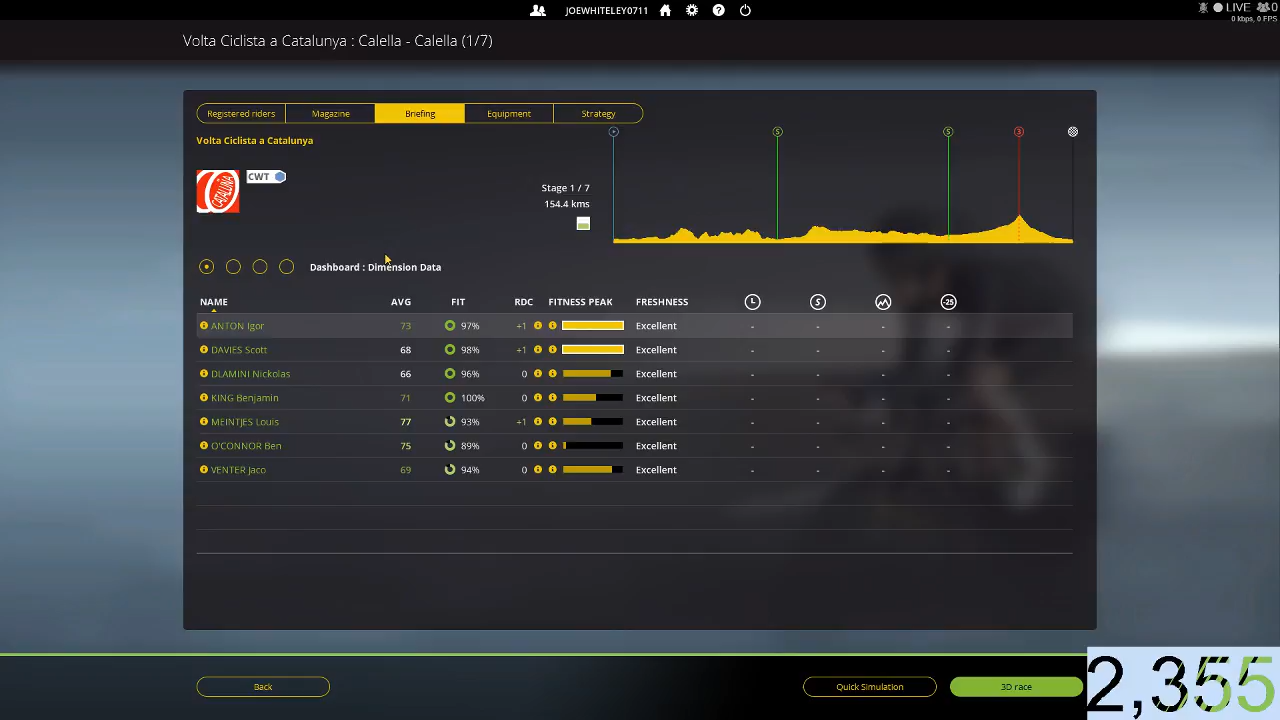 JOEWHITELEY0711
LIVE 0
0 kbps, 0 FPS
Volta Ciclista a Catalunya : Calella - Calella (1/7)
Registered riders Magazine Briefing Equipment Strategy
Volta Ciclista a Catalunya
CATALUNYA CWT
Stage 1 / 7
154.4 kms
S S 3
Dashboard : Dimension Data
NAME AVG FIT RDC FITNESS PEAK FRESHNESS S -25
ANTON Igor 73 97% +1 Excellent - - - -
DAVIES Scott 68 98% +1 Excellent - - - -
DLAMINI Nickolas 66 96% 0 Excellent - - - -
KING Benjamin 71 100% 0 Excellent - - - -
MEINTJES Louis 77 93% +1 Excellent - - - -
O'CONNOR Ben 75 89% 0 Excellent - - - -
VENTER Jaco 69 94% 0 Excellent - - - -
Back Quick Simulation 3D race
2,355